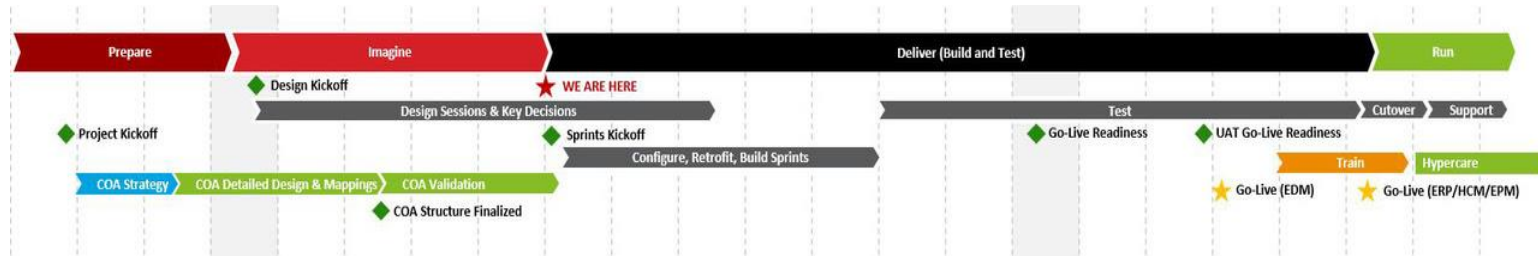 Prepare
Imagine
Deliver (Build and Test)
Run
Design Kickoff
WE ARE HERE
Design Sessions & Key Decisions
Test
Cutover
Support
Project Kickoff
Sprints Kickoff
Go-Live Readiness
UAT Go-Live Readiness
Configure, Retrofit, Build Sprints
Train
Hypercare
COA Strategy
COA Detailed Design & Mappings
COA Validation
Go-Live (EDM)
Go-Live (ERP/HCM/EPM)
COA Structure Finalized